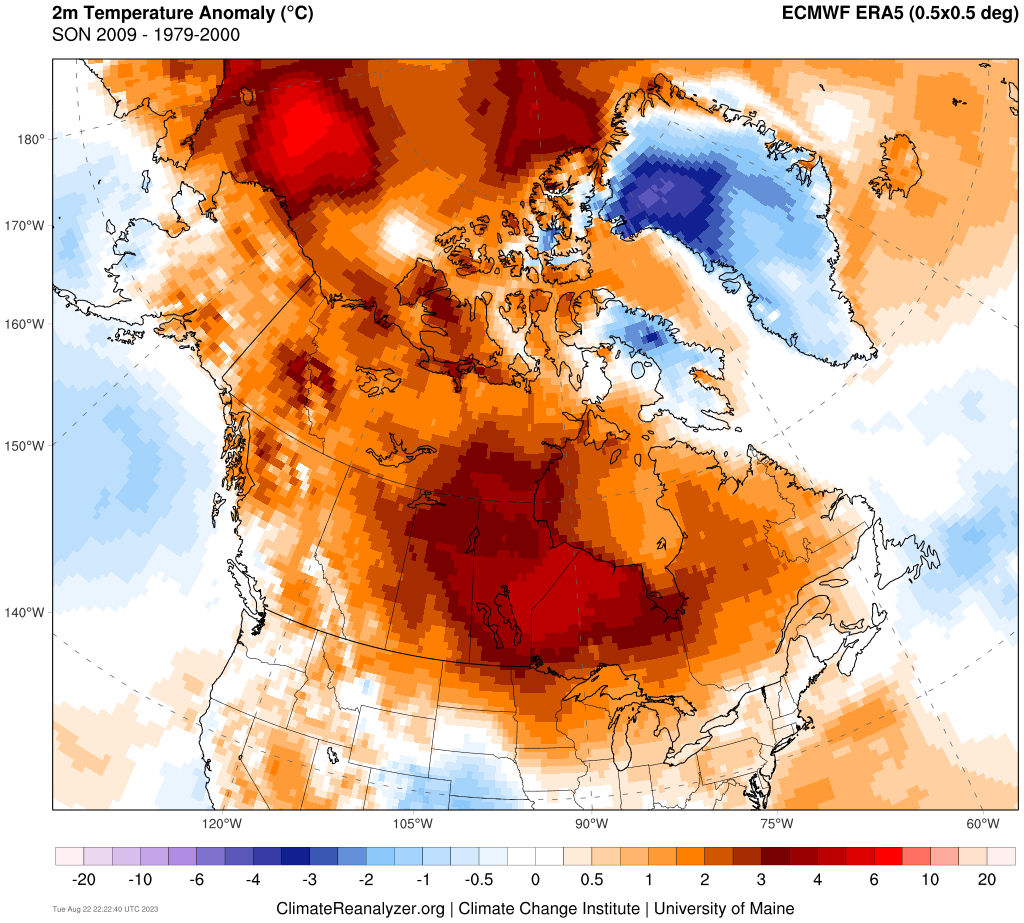 2m Temperature Anomaly (°C)
ECMWF ERA5 (0.5x0.5 deg)
SON 2009 - 1979-2000
180°
170°W
160°W
150°W
140°W
120°W 105°W 90°W 75°W 60°W
-20 -10 -6 -4 -3 -2 -1 -0.5 0 0.5 1 2 3 4 6 10 20
Tue Aug 22 22:22:40 UTC 2023
ClimateReanalyzer.org | Climate Change Institute | University of Maine